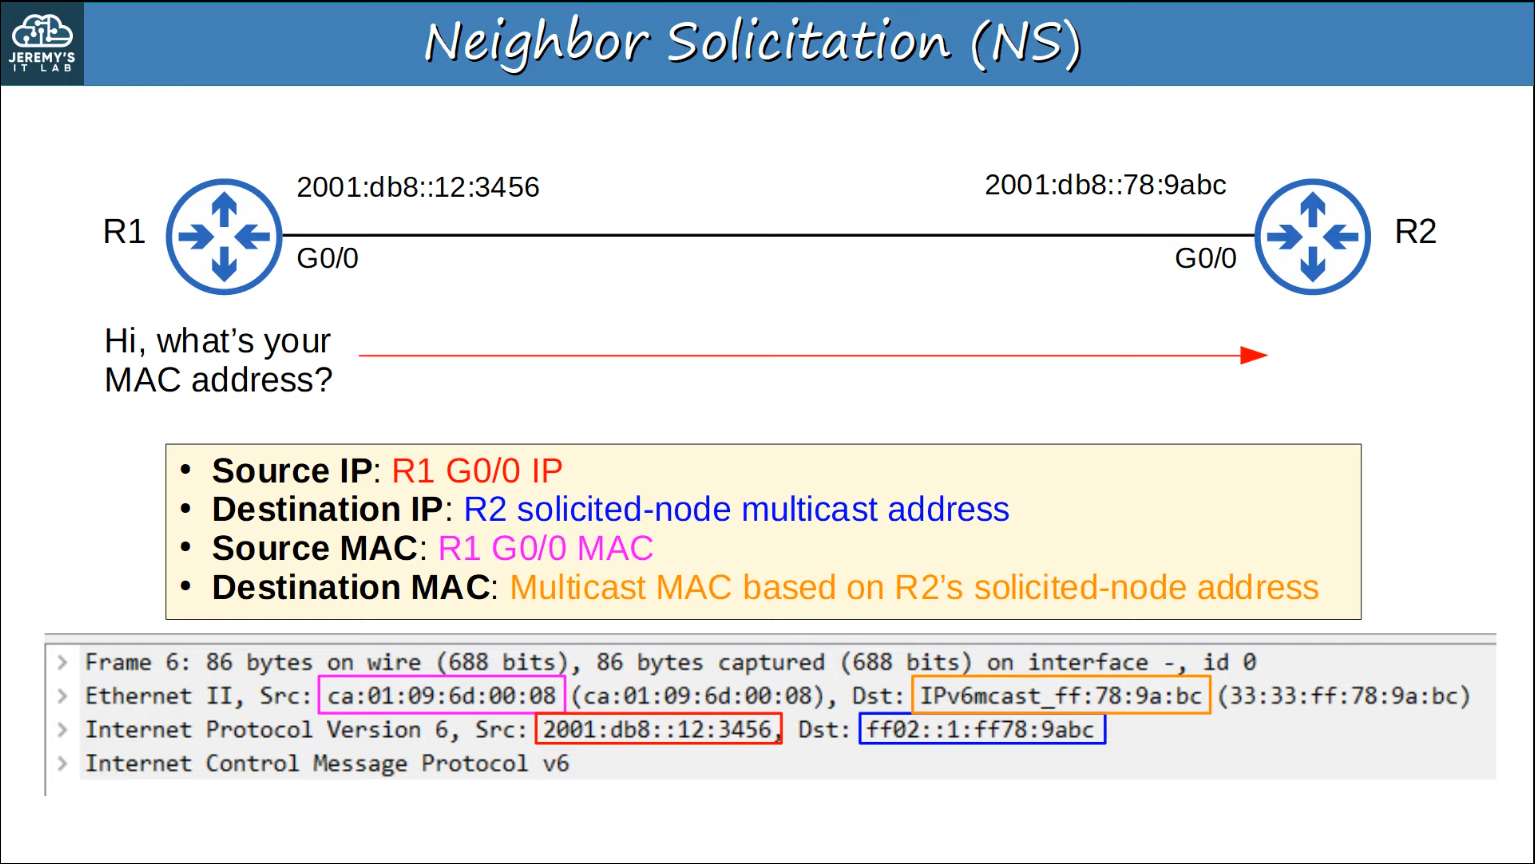 JEREMY'S
IT LAB
Neighbor Solicitation (NS)
2001:db8::12:3456
2001:db8::78:9abc
R1
R2
G0/0
G0/0
Hi, what's your
MAC address?
• Source IP: R1 G0/0 IP
• Destination IP: R2 solicited-node multicast address
• Source MAC: R1 G0/0 MAC
• Destination MAC: Multicast MAC based on R2's solicited-node address
> Frame 6: 86 bytes on wire (688 bits), 86 bytes captured (688 bits) on interface -, id 0
> Ethernet II, Src: ca:01:09:6d:00:08 (ca:01:09:6d:00:08), Dst: IPv6mcast_ff:78:9a:bc (33:33:ff:78:9a:bc)
> Internet Protocol Version 6, Src: 2001:db8::12:3456, Dst: ff02::1:ff78:9abc
> Internet Control Message Protocol v6